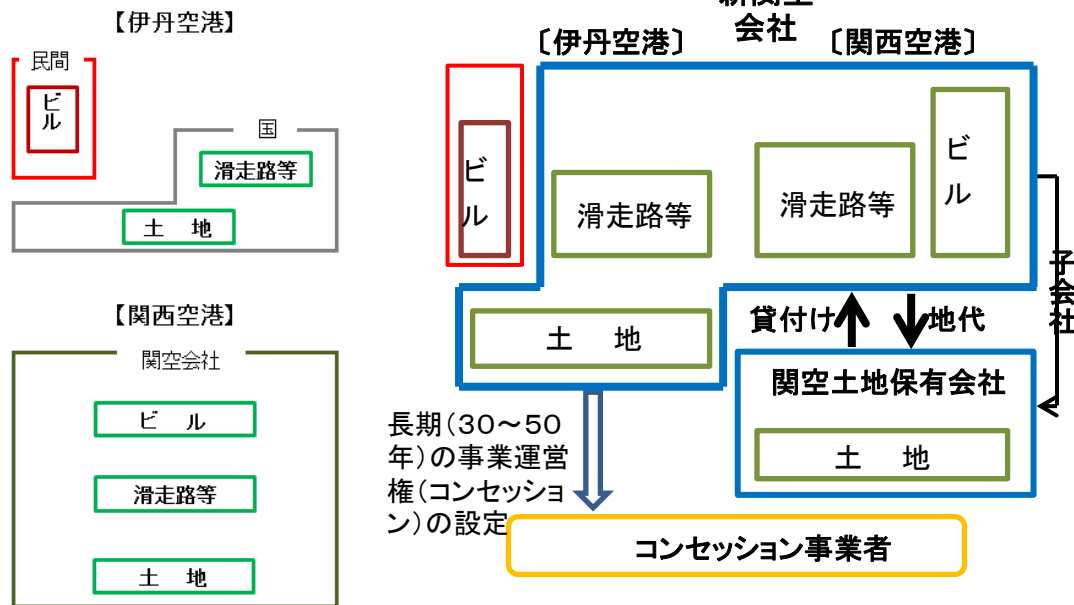 【伊丹空港】
民間
ビル
国
滑走路等
土 地
【関西空港】
関空会社
ビ ル
滑走路等
土 地
新関空
会社
〔伊丹空港〕
〔関西空港〕
ビル
滑走路等
滑走路等
ビル
土 地
子会社
貸付け
地代
関空土地保有会社
土 地
長期(30~50
年)の事業運営
権(コンセッショ
ン)の設定
コンセッション事業者